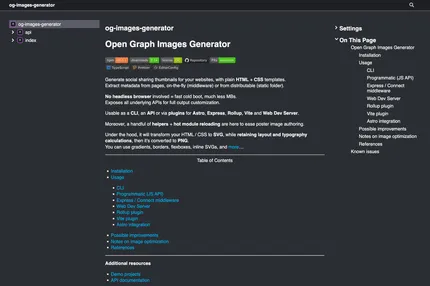 og-images-generator
og-images-generator
api
index
og-images-generator
Open Graph Images Generator
Repository
TypeScript
Prettier
EditorConfig
Generate social sharing thumbnails for your websites, with plain HTML + CSS templates.
Extract metadata from pages, on-the-fly (middleware) or from distributable (static folder).
No headless browser involved = fast cold boot, much less MBs.
Exposes all underlying APIs for full output customization.
Usable as a CLI, an API or via plugins for Astro, Express, Rollup, Vite and Web Dev Server.
Moreover, a handful of helpers + hot module reloading are here to ease poster image authoring.
Under the hood, it will transform your HTML / CSS to SVG, while retaining layout and typography
calculations, then it's converted to PNG.
You can use gradients, borders, flexboxes, inline SVGs, and more…
Table of Contents
Installation
Usage
CLI
Programmatic (JS API)
Express / Connect middleware
Web Dev Server
Rollup plugin
Vite plugin
Astro integration
Possible improvements
Notes on image optimization
References
Additional resources
Demo projects
API documentation
Settings
On This Page
Open Graph Images Generator
Installation
Usage
CLI
Programmatic (JS API)
Express / Connect
middleware
Web Dev Server
Rollup plugin
Vite plugin
Astro integration
Possible improvements
Notes on image optimization
References
Known issues